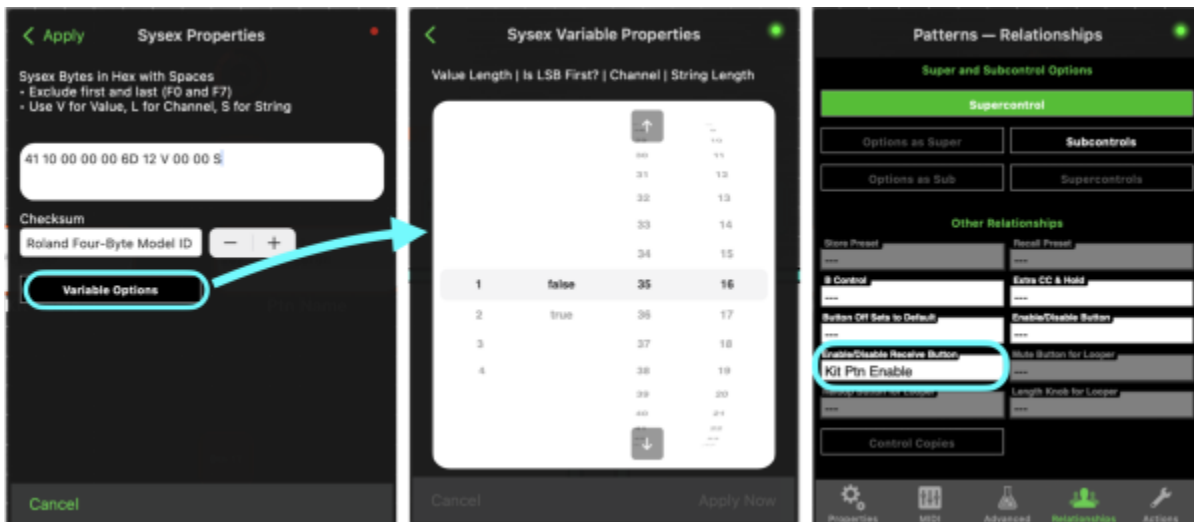 Apply
Sysex Properties
Sysex Bytes in Hex with Spaces
- Exclude first and last (F0 and F7)
- Use V for Value, L for Channel, S for String
41 10 00 00 00 6D 12 V 00 00 S
Checksum
Roland Four-Byte Model ID
− +
Variable Options
Cancel
Sysex Variable Properties
Value Length | Is LSB First? | Channel | String Length
31 13
32 13
33 14
34 15
1 false 35 16
2 true 36 17
3 37 18
4 38 19
39 20
40 21
Cancel
Apply Now
Patterns — Relationships
Super and Subcontrol Options
Supercontrol
Options as Super
Subcontrols
Options as Sub
Supercontrols
Other Relationships
Store Preset
---
Recall Preset
---
B Control
---
Extra CC & Hold
---
Button Off Sets to Default
---
Enable/Disable Button
---
Enable/Disable Receive Button
Kit Ptn Enable
Mute Button for Looper
---
Button for Looper
---
Length Knob for Looper
---
Control Copies
Properties
MIDI
Advanced
Relationships
Actions